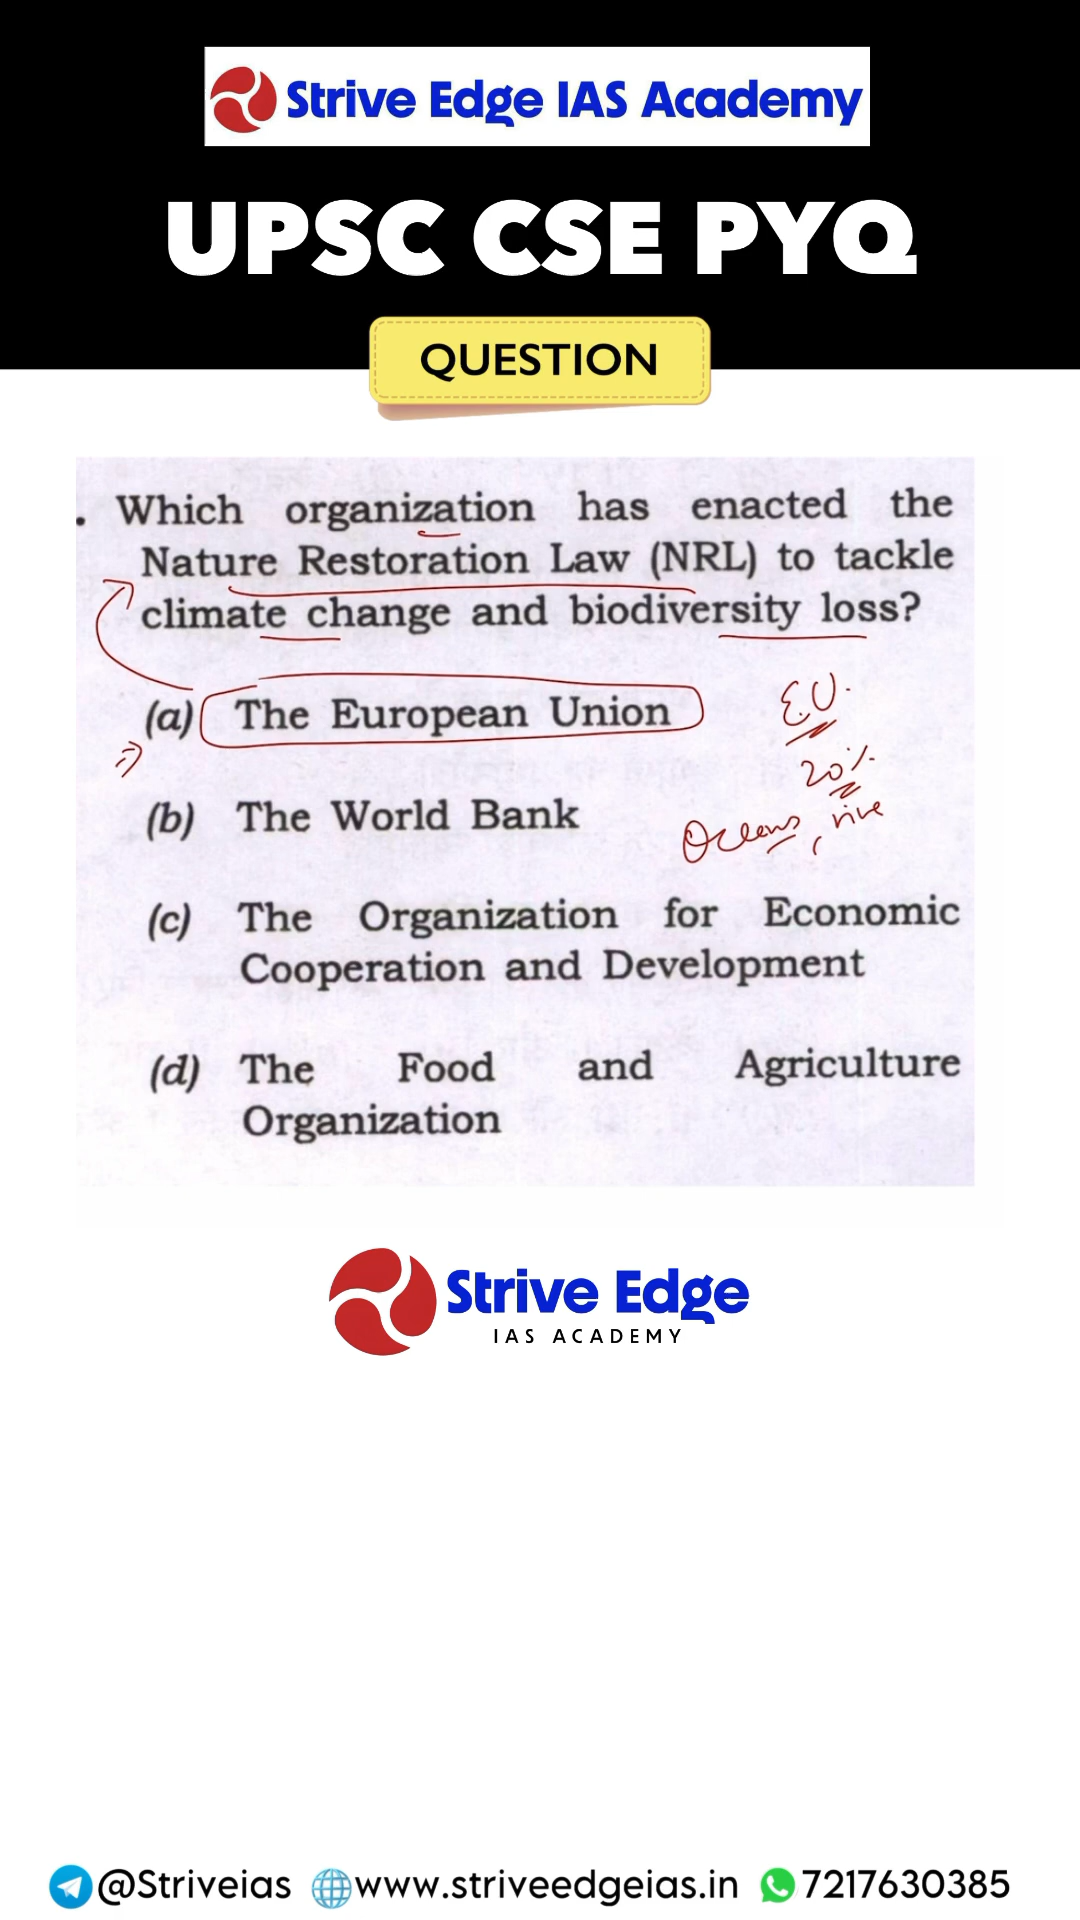 Strive Edge IAS Academy
UPSC CSE PYQ
QUESTION
. Which organization has enacted the
Nature Restoration Law (NRL) to tackle
climate change and biodiversity loss?
(a) The European Union
E.U.
20%
(b) The World Bank
Oceans, rive
(c) The Organization for Economic
Cooperation and Development
(d) The Food and Agriculture
Organization
Strive Edge
IAS ACADEMY
@Striveias www.striveedgeias.in 7217630385